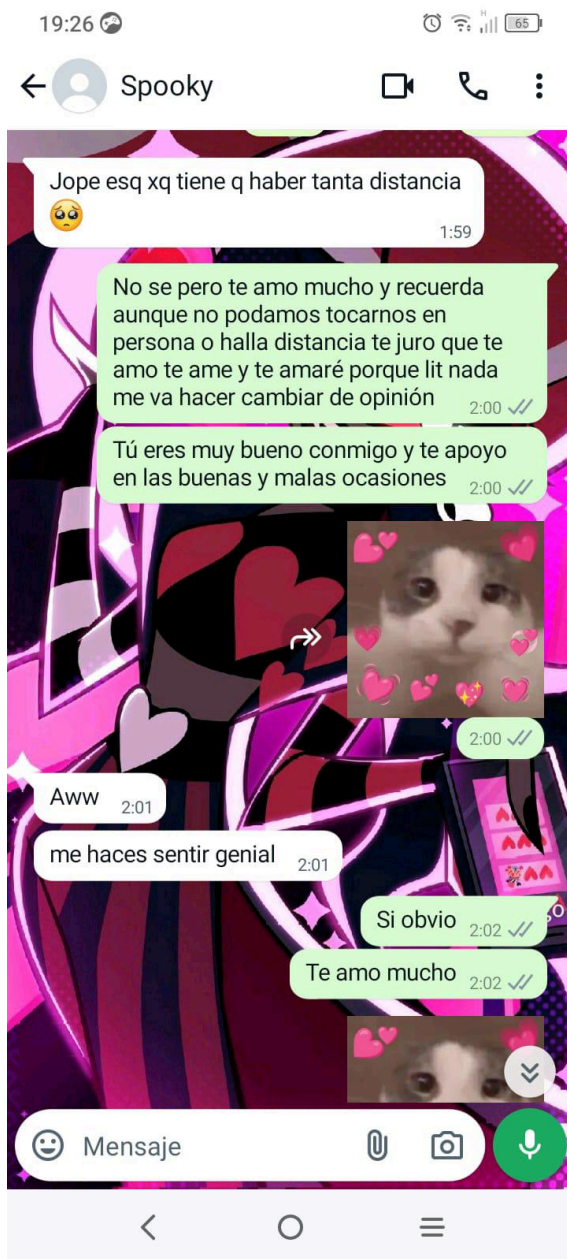 19:26
65
Spooky
Jope esq xq tiene q haber tanta distancia
🥺
1:59
No se pero te amo mucho y recuerda
aunque no podamos tocarnos en
persona o halla distancia te juro que te
amo te ame y te amaré porque lit nada
me va hacer cambiar de opinión
2:00
Tú eres muy bueno conmigo y te apoyo
en las buenas y malas ocasiones
2:00
2:00
Aww
2:01
me haces sentir genial
2:01
Si obvio
2:02
Te amo mucho
2:02
Mensaje